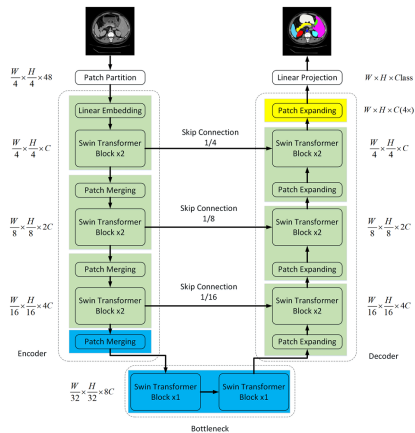 W/4 × H/4 × 48
Patch Partition
Linear Projection
W × H × Class
Linear Embedding
Patch Expanding
W × H × C(4×)
W/4 × H/4 × C
Swin Transformer
Block x2
Skip Connection
1/4
Swin Transformer
Block x2
W/4 × H/4 × C
Patch Merging
Patch Expanding
W/8 × H/8 × 2C
Swin Transformer
Block x2
Skip Connection
1/8
Swin Transformer
Block x2
W/8 × H/8 × 2C
Patch Merging
Patch Expanding
W/16 × H/16 × 4C
Swin Transformer
Block x2
Skip Connection
1/16
Swin Transformer
Block x2
W/16 × H/16 × 4C
Patch Merging
Patch Expanding
Encoder
Decoder
W/32 × H/32 × 8C
Swin Transformer
Block x1
Swin Transformer
Block x1
Bottleneck